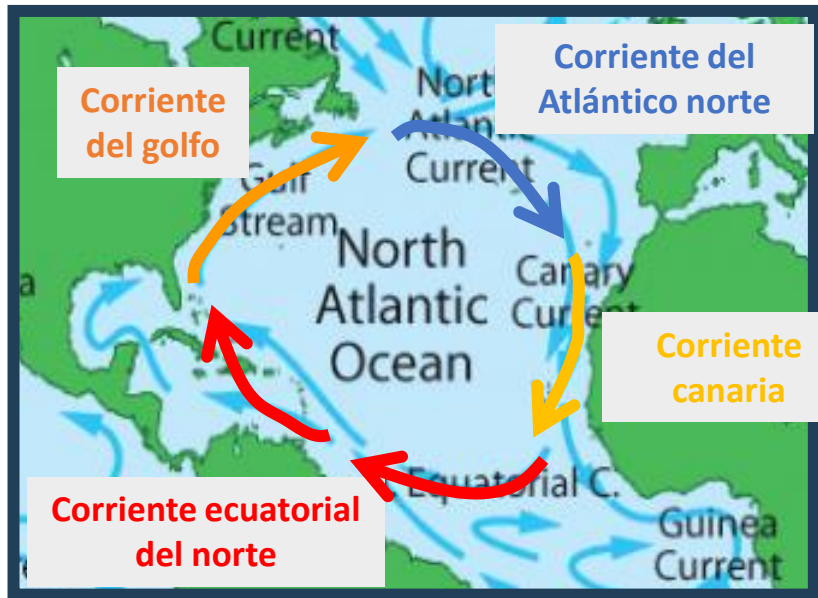 Current
Corriente del
Atlántico norte
Corriente
del golfo
North
Atlantic
Current
Gulf
Stream
North
Atlantic
Ocean
Canary
Current
Corriente
canaria
Equatorial C.
Corriente ecuatorial
del norte
Guinea
Current